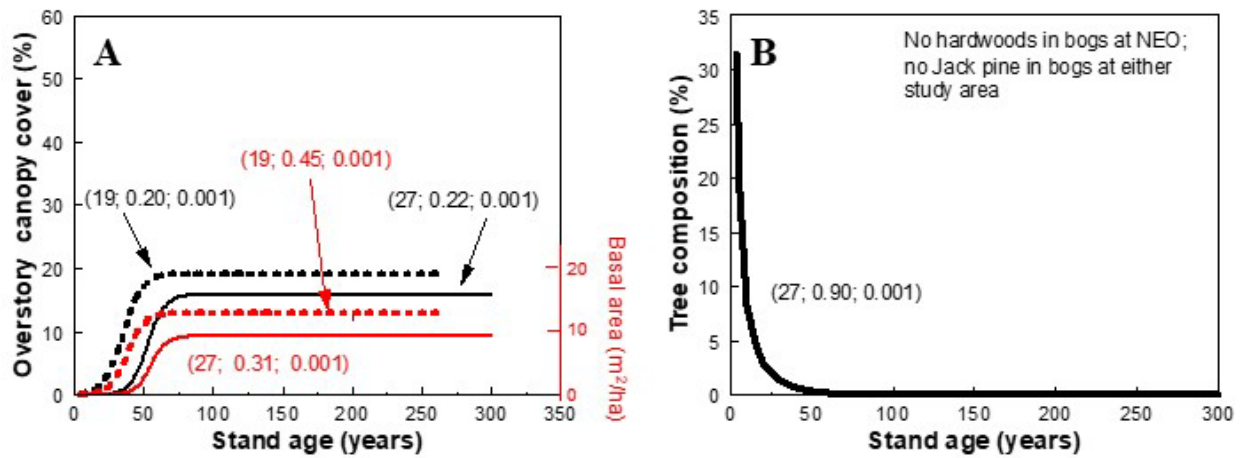 A
Overstory canopy cover (%)
60
50
40
30
20
10
0
(19; 0.45; 0.001)
(19; 0.20; 0.001)
(27; 0.22; 0.001)
(27; 0.31; 0.001)
20
10
0
Basal area (m²/ha)
0 50 100 150 200 250 300 350
Stand age (years)
B
Tree composition (%)
35
30
25
20
15
10
5
0
No hardwoods in bogs at NEO;
no Jack pine in bogs at either
study area
(27; 0.90; 0.001)
0 50 100 150 200 250 300
Stand age (years)